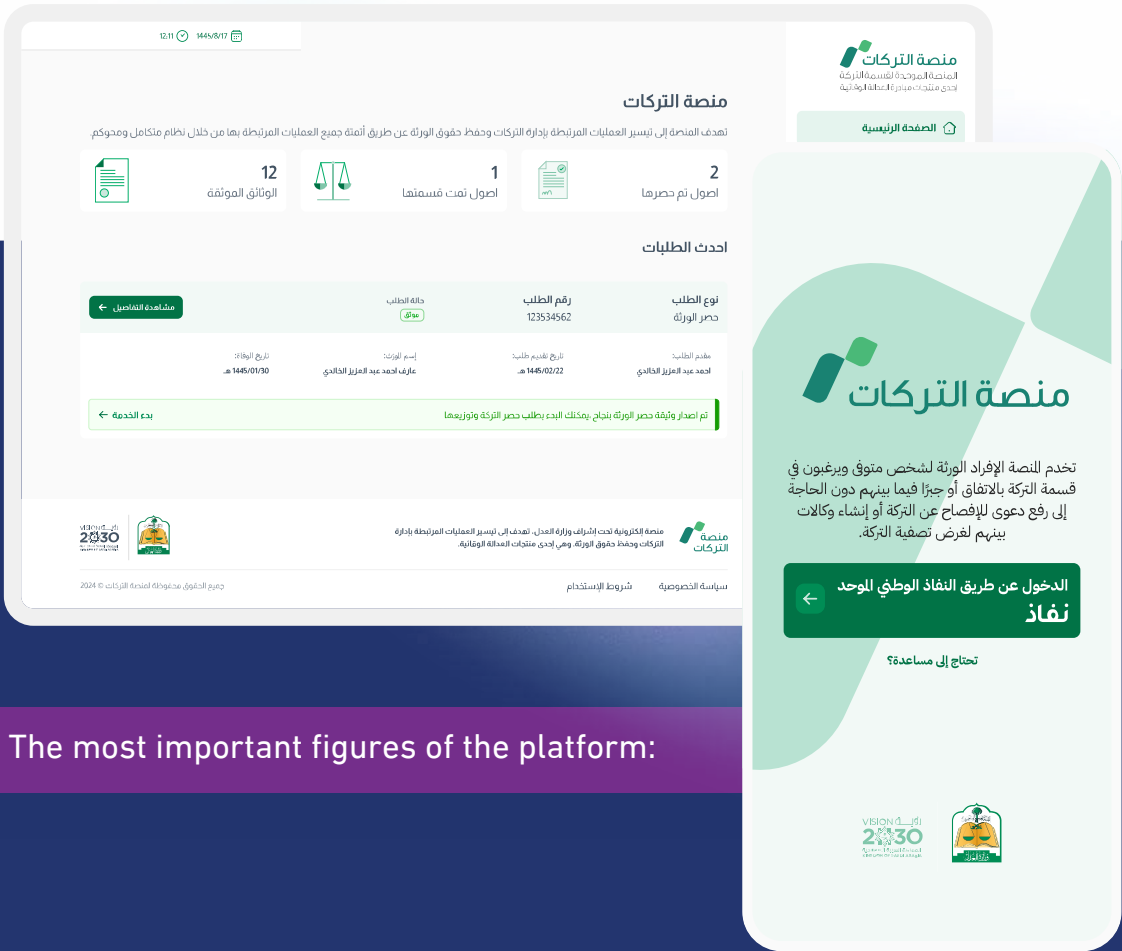 1445/8/17 12:11
منصة التركات
المنصة الموحدة لقسمة التركة
إحدى منتجات مبادرة العدالة الوقائية
الصفحة الرئيسية
منصة التركات
تهدف المنصة إلى تيسير العمليات المرتبطة بإدارة التركات وحفظ حقوق الورثة عن طريق أتمتة جميع العمليات المرتبطة بها من خلال نظام متكامل ومحوكم.
2
اصول تم حصرها
1
اصول تمت قسمتها
12
الوثائق الموثقة
احدث الطلبات
نوع الطلب
حصر الورثة
رقم الطلب
123534562
حالة الطلب
موثق
مشاهدة التفاصيل
مقدم الطلب:
احمد عبد العزيز الخالدي
تاريخ تقديم طلب:
1445/02/22 هـ
إسم المورث:
عارف احمد عبد العزيز الخالدي
تاريخ الوفاة:
1445/01/30 هـ
تم اصدار وثيقة حصر الورثة بنجاح ,يمكنك البدء بطلب حصر التركة وتوزيعها
بدء الخدمة
منصة
التركات
منصة إلكترونية تحت إشراف وزارة العدل، تهدف إلى تيسير العمليات المرتبطة بإدارة
التركات وحفظ حقوق الورثة. وهي إحدى منتجات العدالة الوقائية.
VISION رؤيــة
2030
سياسة الخصوصية
شروط الإستخدام
جميع الحقوق محفوظة لمنصة التركات © 2024
منصة التركات
تخدم المنصة الإفراد الورثة لشخص متوفى ويرغبون في
قسمة التركة بالاتفاق أو جبرًا فيما بينهم دون الحاجة
إلى رفع دعوى للإفصاح عن التركة أو إنشاء وكالات
بينهم لغرض تصفية التركة.
الدخول عن طريق النفاذ الوطني الموحد
نفاذ
تحتاج إلى مساعدة؟
VISION رؤيــة
2030
The most important figures of the platform: